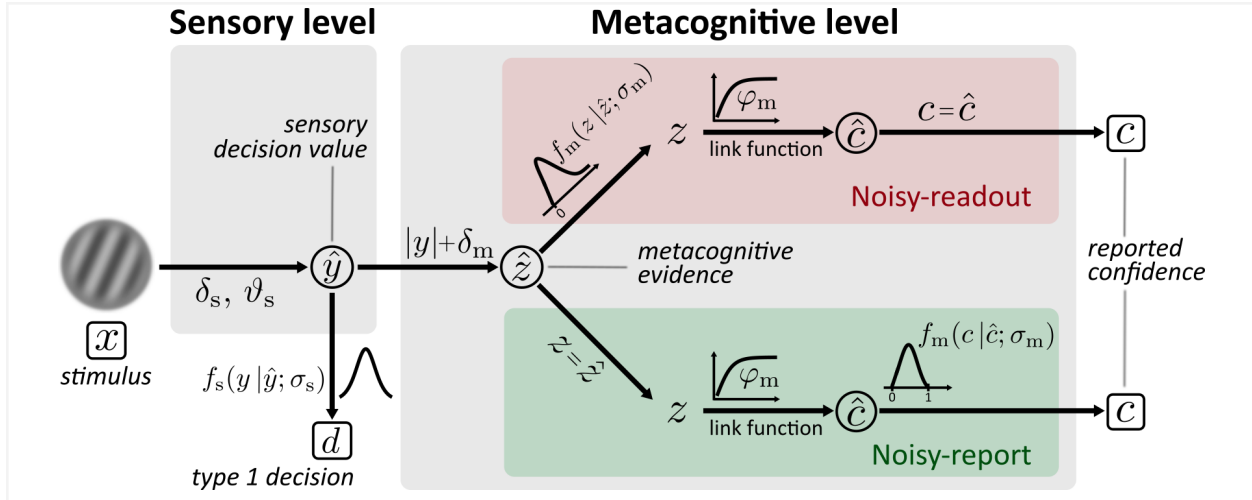 Sensory level
Metacognitive level
sensory
decision value
f_m(z | ẑ; σ_m)
0
z
φ_m
link function
ĉ
c = ĉ
c
Noisy-readout
x
stimulus
δ_s, ϑ_s
ŷ
|y|+δ_m
ẑ
metacognitive
evidence
reported
confidence
f_s(y | ŷ; σ_s)
d
type 1 decision
z = ẑ
z
φ_m
link function
ĉ
f_m(c | ĉ; σ_m)
0 1
c
Noisy-report